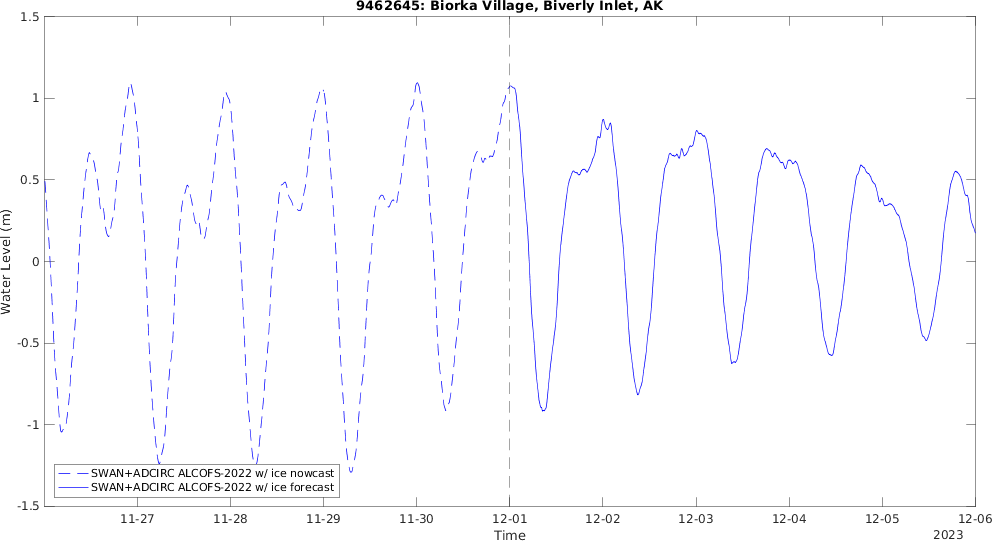 9462645: Biorka Village, Biverly Inlet, AK
1.5
1
0.5
0
-0.5
-1
-1.5
Water Level (m)
SWAN+ADCIRC ALCOFS-2022 w/ ice nowcast
SWAN+ADCIRC ALCOFS-2022 w/ ice forecast
11-27 11-28 11-29 11-30 12-01 12-02 12-03 12-04 12-05 12-06
Time
2023